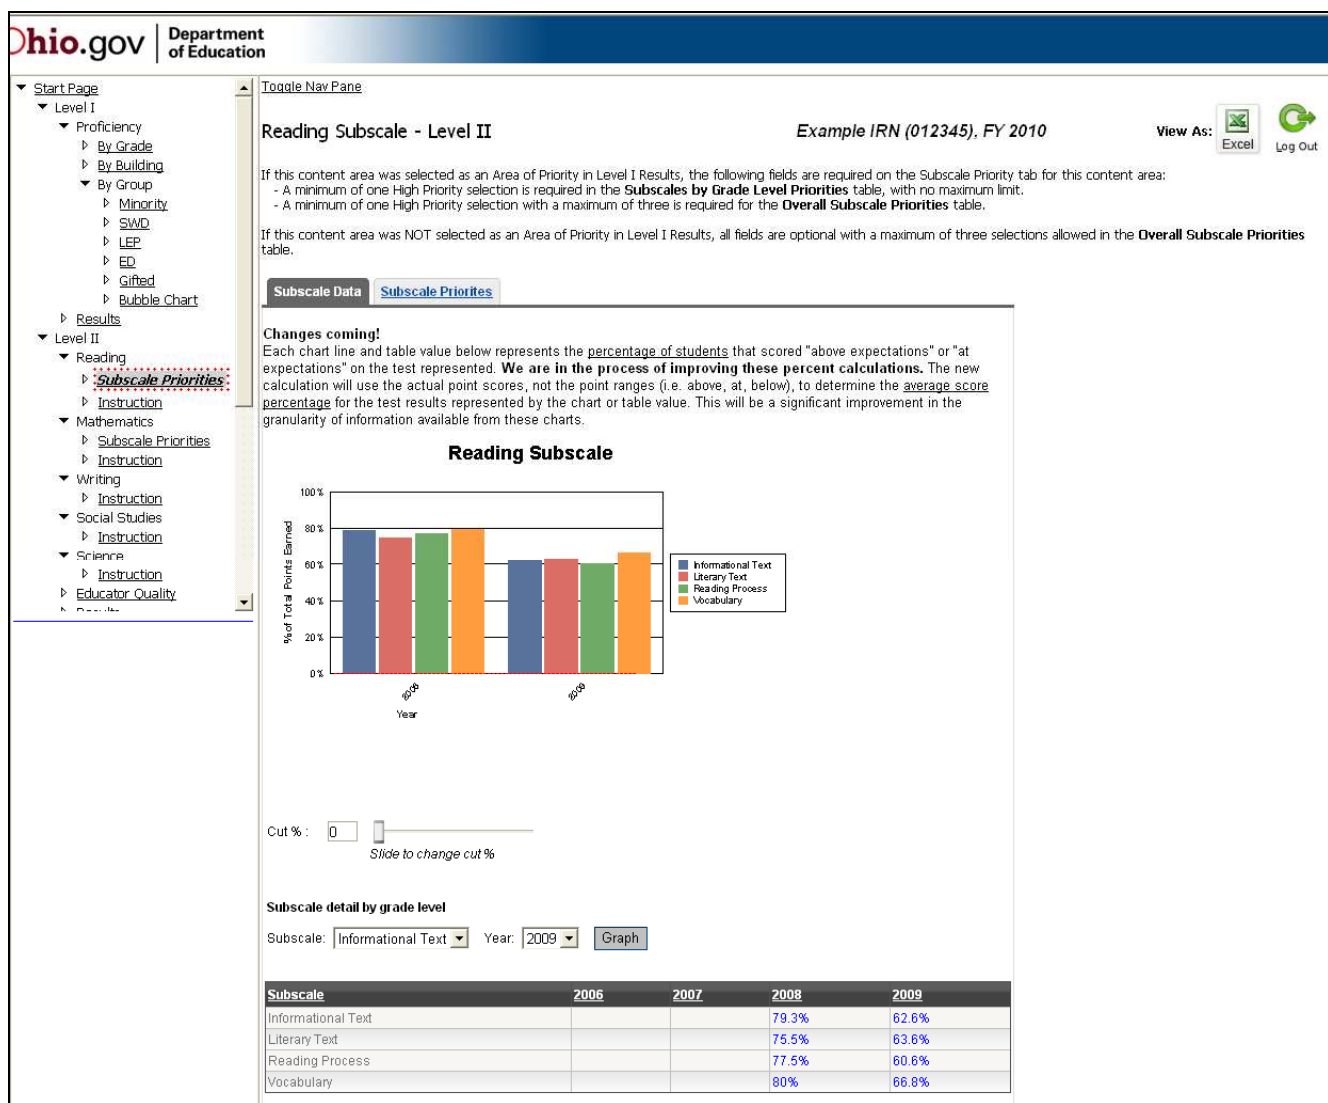 Ohio.gov
Department
of Education
Start Page
Level I
Proficiency
By Grade
By Building
By Group
Minority
SWD
LEP
ED
Gifted
Bubble Chart
Results
Level II
Reading
Subscale Priorities
Instruction
Mathematics
Subscale Priorities
Instruction
Writing
Instruction
Social Studies
Instruction
Science
Instruction
Educator Quality
Results
Toggle Nav Pane
Reading Subscale - Level II
Example IRN (012345), FY 2010
View As:
Excel
Log Out
If this content area was selected as an Area of Priority in Level I Results, the following fields are required on the Subscale Priority tab for this content area:
- A minimum of one High Priority selection is required in the Subscales by Grade Level Priorities table, with no maximum limit.
- A minimum of one High Priority selection with a maximum of three is required for the Overall Subscale Priorities table.
If this content area was NOT selected as an Area of Priority in Level I Results, all fields are optional with a maximum of three selections allowed in the Overall Subscale Priorities
table.
Subscale Data Subscale Priorites
Changes coming!
Each chart line and table value below represents the percentage of students that scored "above expectations" or "at
expectations" on the test represented. We are in the process of improving these percent calculations. The new
calculation will use the actual point scores, not the point ranges (i.e. above, at, below), to determine the average score
percentage for the test results represented by the chart or table value. This will be a significant improvement in the
granularity of information available from these charts.
Reading Subscale
% of Total Points Earned
100%
80%
60%
40%
20%
0%
2008
2009
Year
Informational Text
Literary Text
Reading Process
Vocabulary
Cut % : 0
Slide to change cut %
Subscale detail by grade level
Subscale: Informational Text Year: 2009 Graph
Subscale 2006 2007 2008 2009
Informational Text 79.3% 62.6%
Literary Text 75.5% 63.6%
Reading Process 77.5% 60.6%
Vocabulary 80% 66.8%